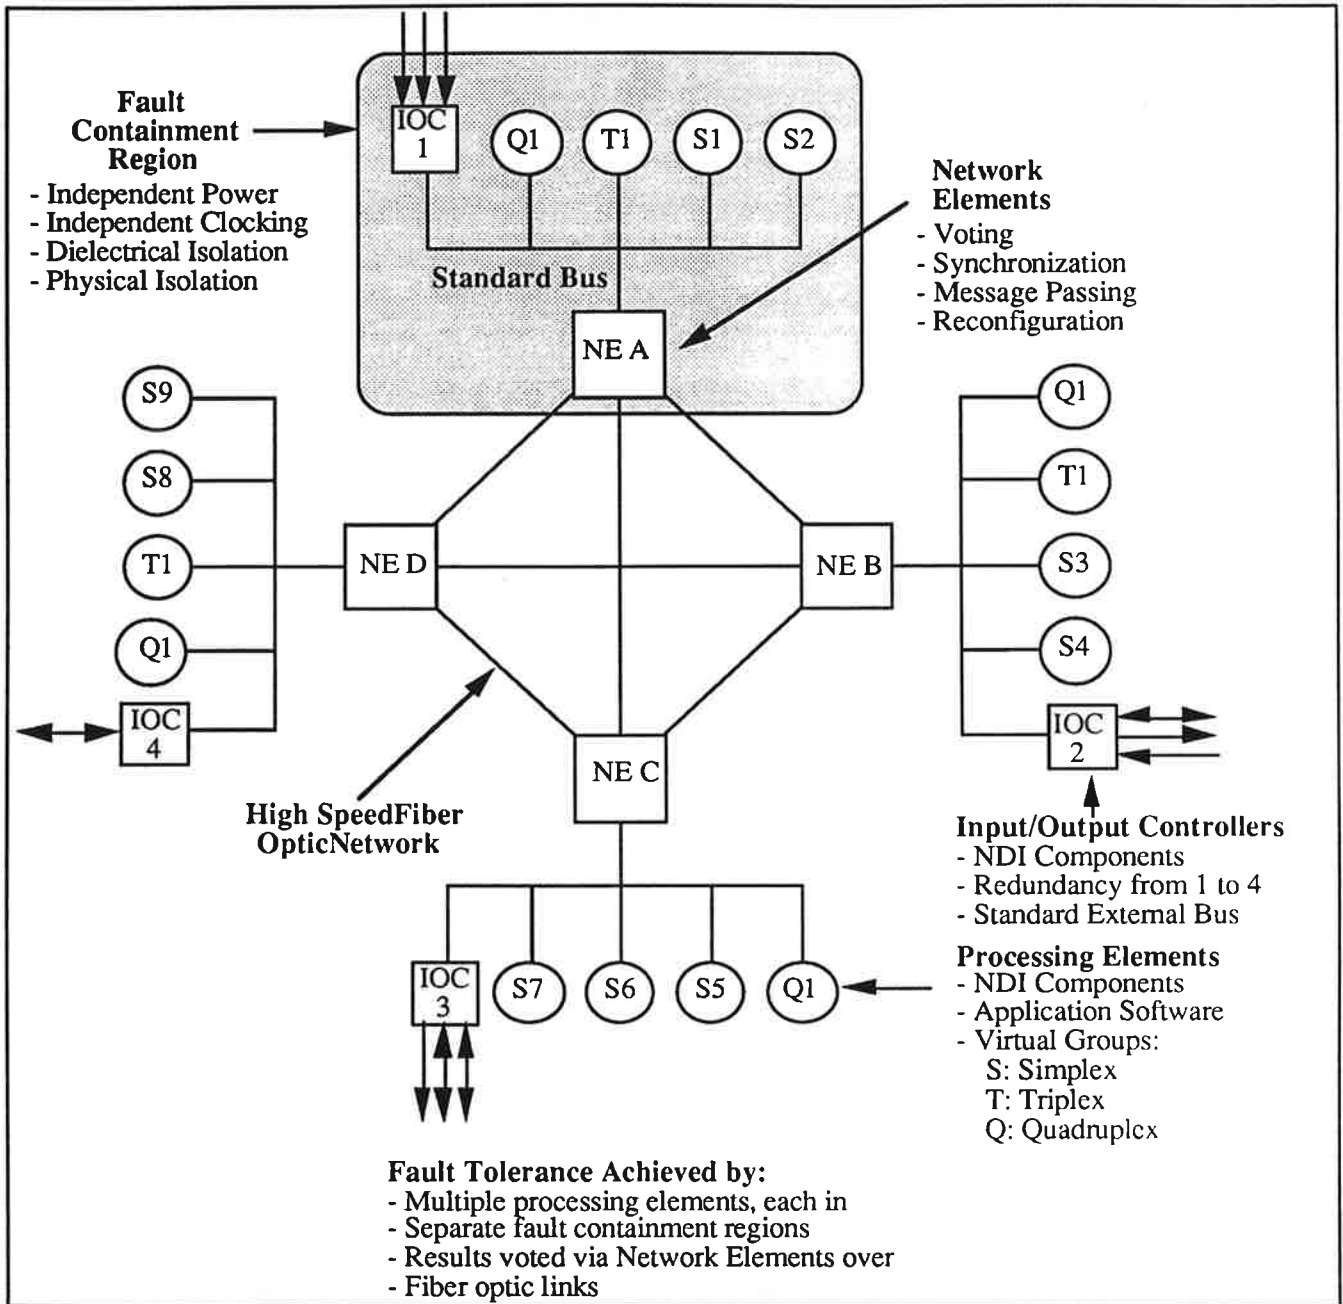 Fault
Containment
Region
- Independent Power
- Independent Clocking
- Dielectrical Isolation
- Physical Isolation
IOC
1
Q1
T1
S1
S2
Standard Bus
NE A
Network
Elements
- Voting
- Synchronization
- Message Passing
- Reconfiguration
S9
S8
T1
Q1
IOC
4
NE D
NE B
Q1
T1
S3
S4
IOC
2
NE C
High SpeedFiber
OpticNetwork
Input/Output Controllers
- NDI Components
- Redundancy from 1 to 4
- Standard External Bus
IOC
3
S7
S6
S5
Q1
Processing Elements
- NDI Components
- Application Software
- Virtual Groups:
S: Simplex
T: Triplex
Q: Quadruplex
Fault Tolerance Achieved by:
- Multiple processing elements, each in
- Separate fault containment regions
- Results voted via Network Elements over
- Fiber optic links